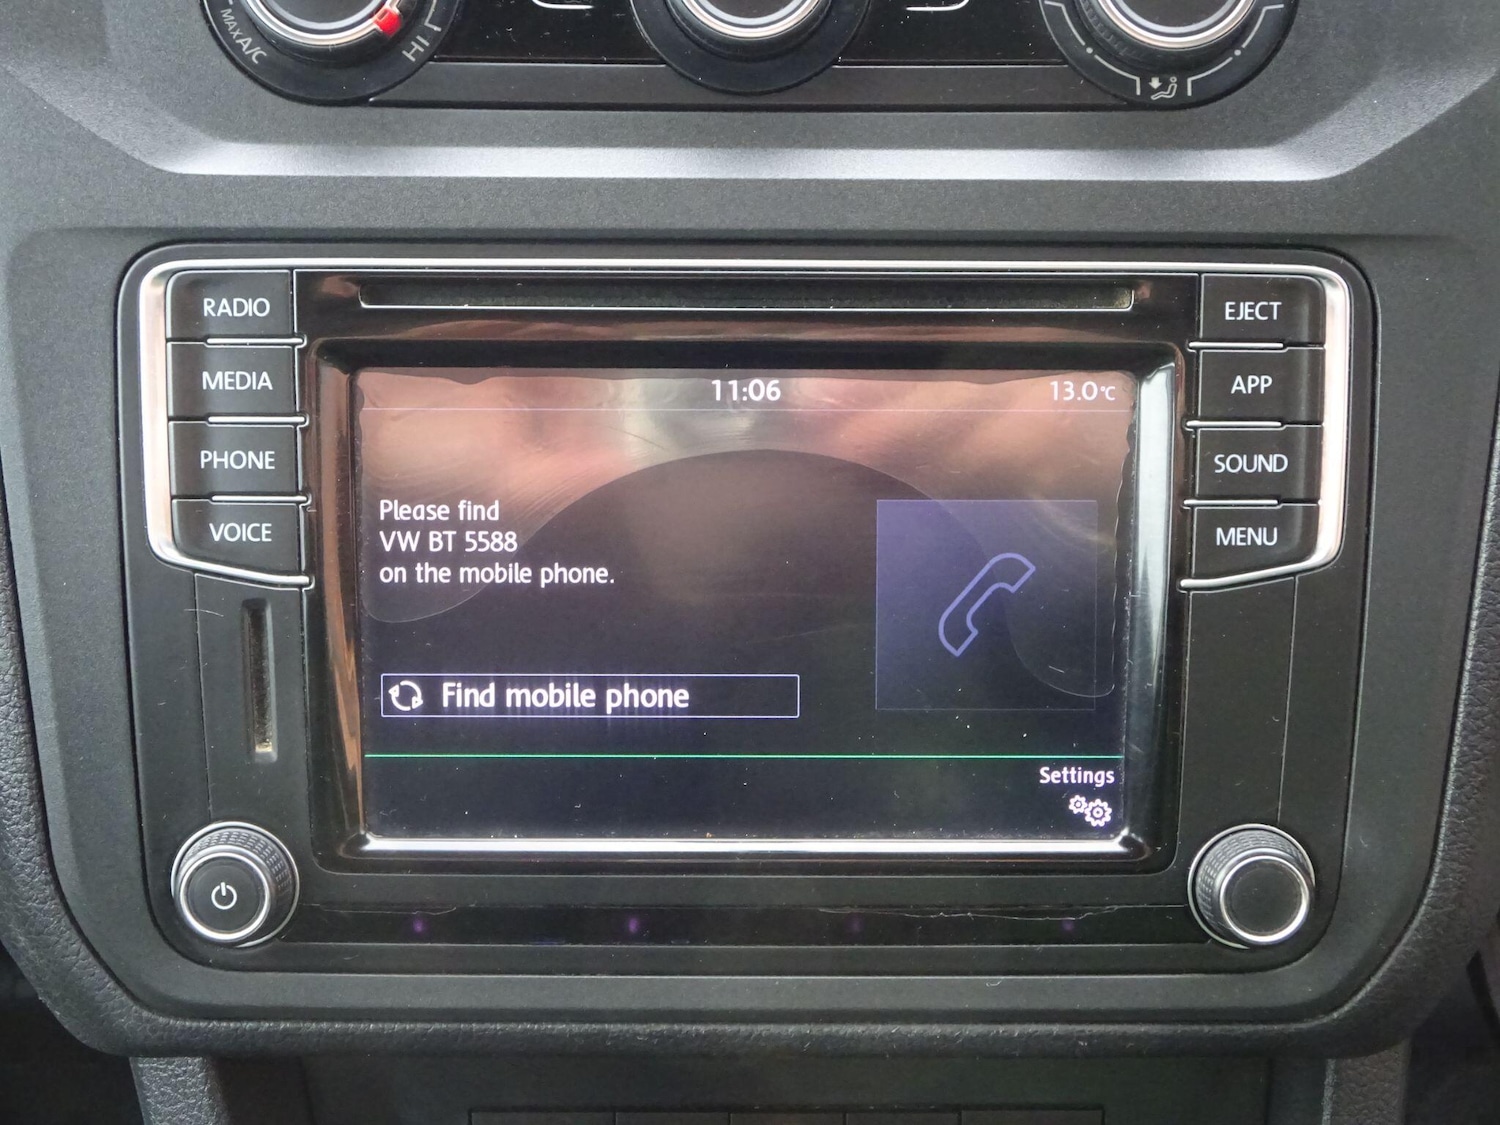 MAX A/C
HI
RADIO
MEDIA
PHONE
VOICE
EJECT
APP
SOUND
MENU
11:06
13.0°C
Please find
VW BT 5588
on the mobile phone.
Find mobile phone
Settings